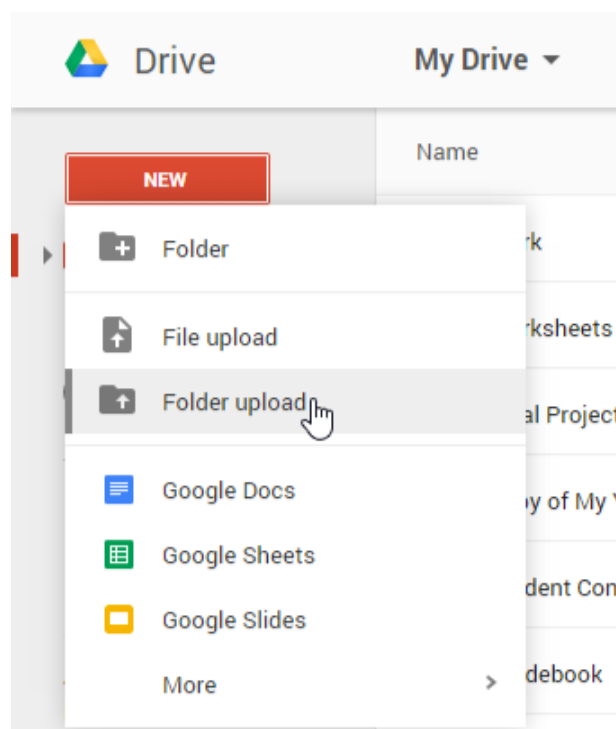 Drive
My Drive
Name
NEW
Folder
rk
File upload
rksheets
Folder upload
al Project
Google Docs
y of My
Google Sheets
dent Con
Google Slides
More
debook